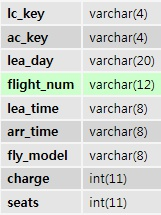 lc_key varchar(4)
ac_key varchar(4)
lea_day varchar(20)
flight_num varchar(12)
lea_time varchar(8)
arr_time varchar(8)
fly_model varchar(8)
charge int(11)
seats int(11)